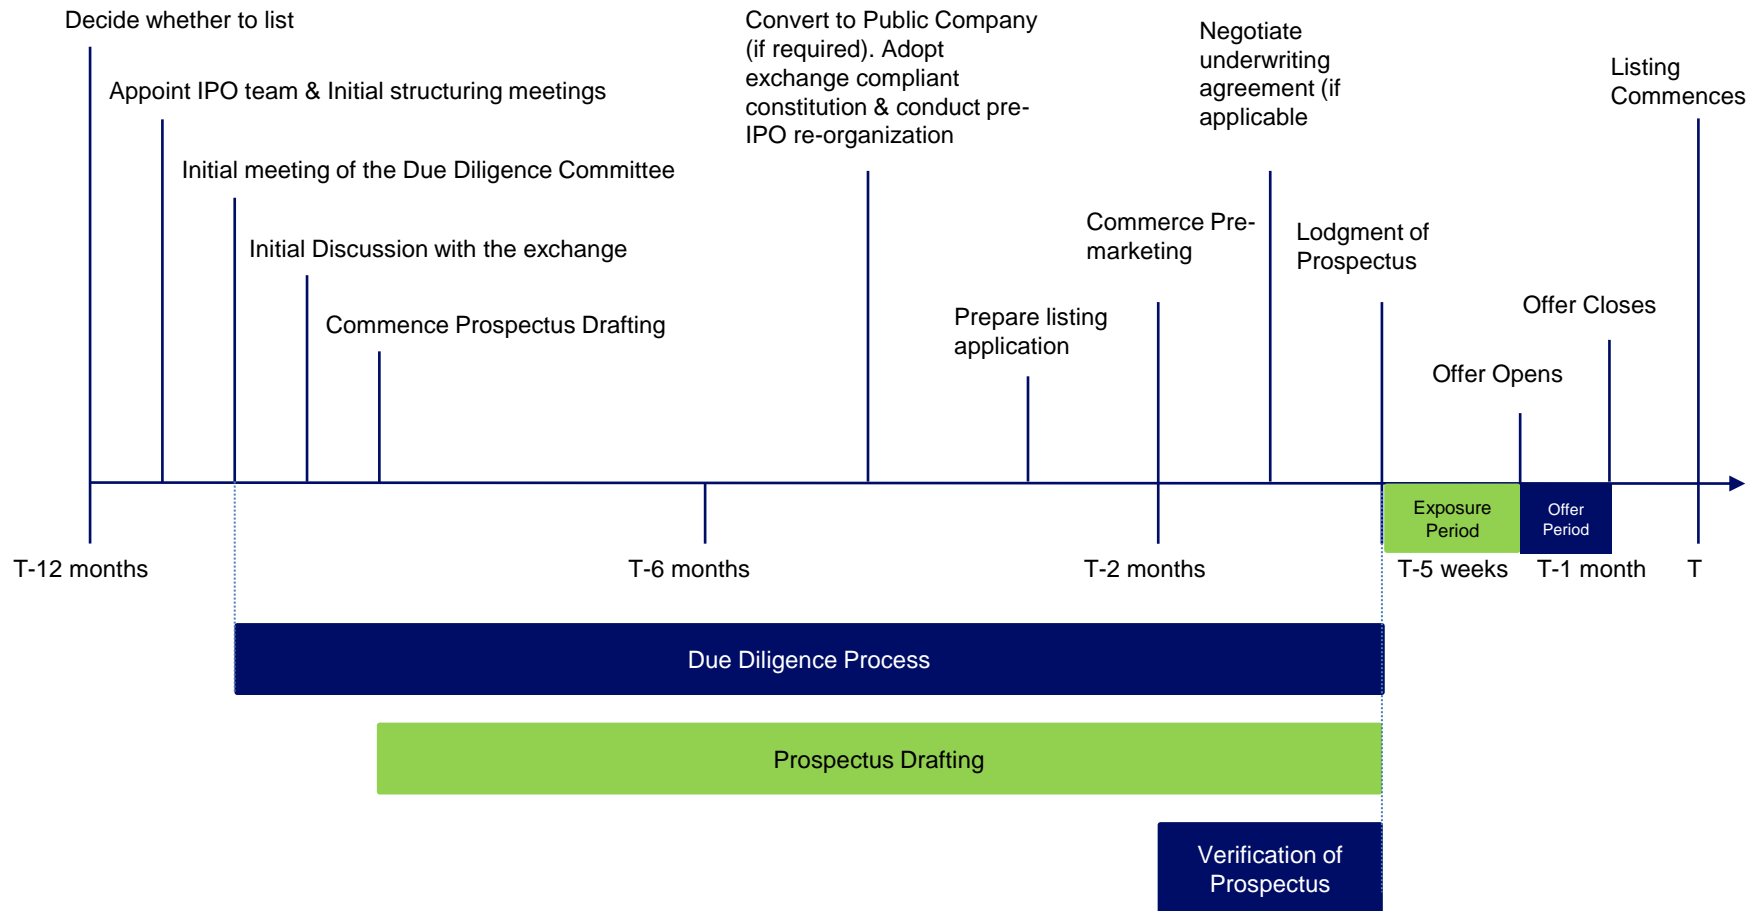 Decide whether to list
Appoint IPO team & Initial structuring meetings
Initial meeting of the Due Diligence Committee
Initial Discussion with the exchange
Commence Prospectus Drafting
Convert to Public Company
(if required). Adopt
exchange compliant
constitution & conduct pre-
IPO re-organization
Prepare listing
application
Commerce Pre-
marketing
Negotiate
underwriting
agreement (if
applicable
Lodgment of
Prospectus
Offer Opens
Offer Closes
Listing
Commences
Exposure
Period
Offer
Period
T-12 months
T-6 months
T-2 months
T-5 weeks
T-1 month
T
Due Diligence Process
Prospectus Drafting
Verification of
Prospectus